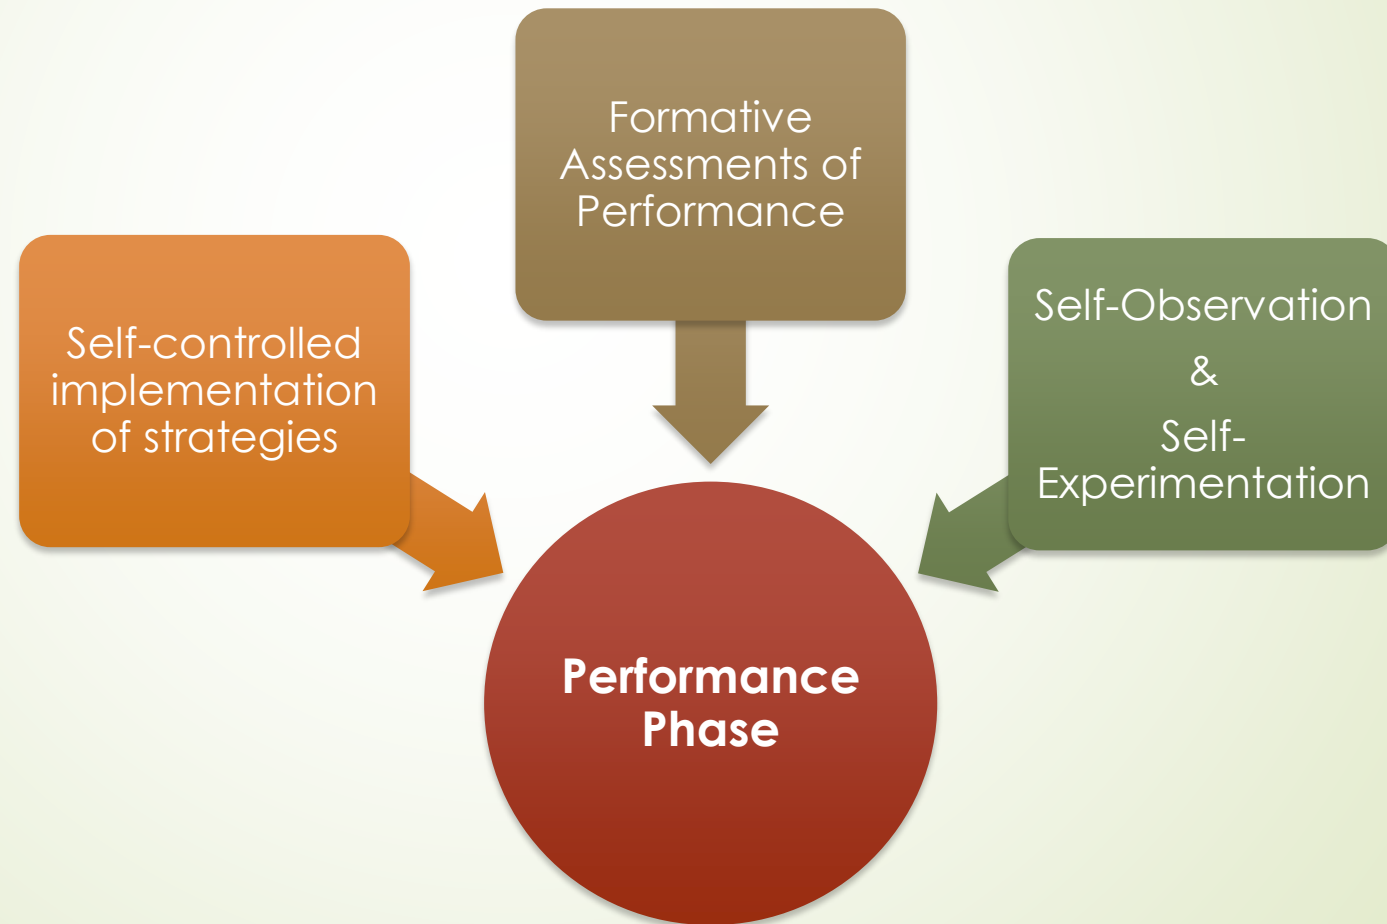 Formative
Assessments of
Performance
Self-controlled
implementation
of strategies
Self-Observation
&
Self-
Experimentation
Performance
Phase